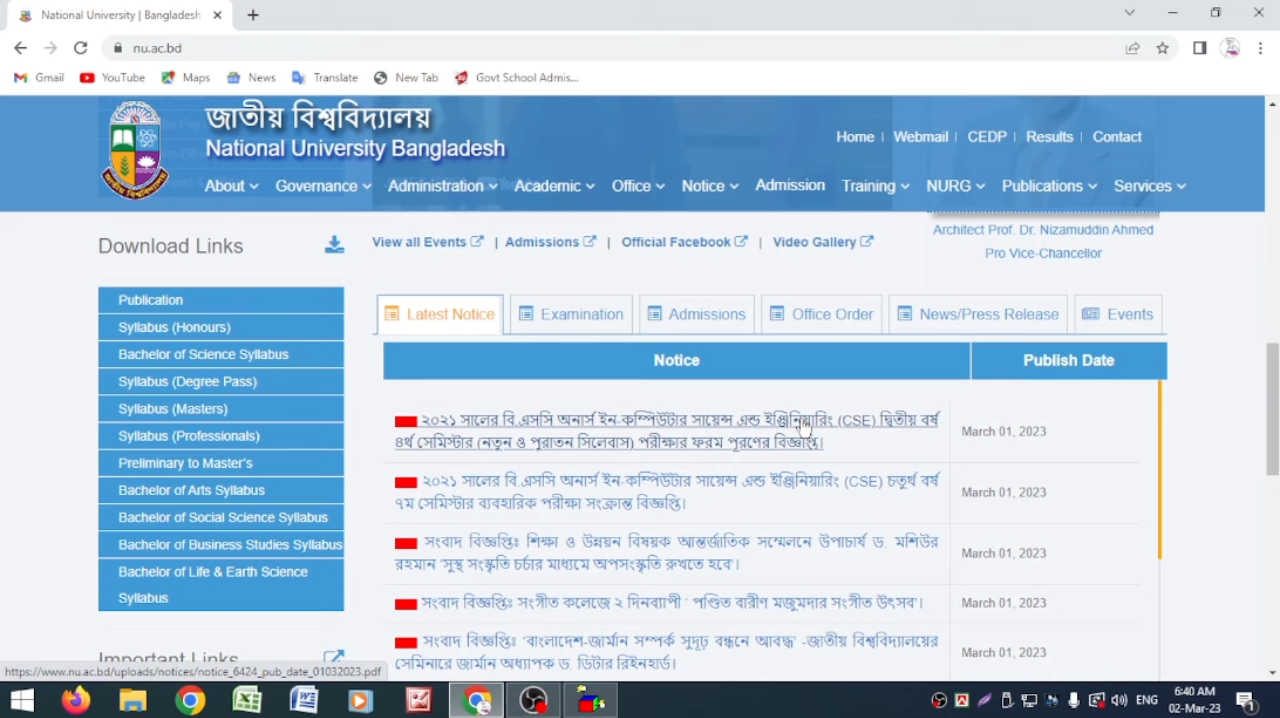 National University | Bangladesh
nu.ac.bd
Gmail YouTube Maps News Translate New Tab Govt School Admis...
জাতীয় বিশ্ববিদ্যালয়
National University Bangladesh
Home | Webmail | CEDP | Results | Contact
About Governance Administration Academic Office Notice Admission Training NURG Publications Services
Architect Prof. Dr. Nizamuddin Ahmed
Pro Vice-Chancellor
Download Links
View all Events | Admissions | Official Facebook | Video Gallery
Publication
Syllabus (Honours)
Bachelor of Science Syllabus
Syllabus (Degree Pass)
Syllabus (Masters)
Syllabus (Professionals)
Preliminary to Master's
Bachelor of Arts Syllabus
Bachelor of Social Science Syllabus
Bachelor of Business Studies Syllabus
Bachelor of Life & Earth Science
Syllabus
Important Links
Latest Notice Examination Admissions Office Order News/Press Release Events
Notice Publish Date
২০২১ সালের বি.এসসি অনার্স ইন-কম্পিউটার সায়েন্স এন্ড ইঞ্জিনিয়ারিং (CSE) দ্বিতীয় বর্ষ
৪র্থ সেমিস্টার (নতুন ও পুরাতন সিলেবাস) পরীক্ষার ফরম পূরণের বিজ্ঞপ্তি।
March 01, 2023
২০২১ সালের বি.এসসি অনার্স ইন-কম্পিউটার সায়েন্স এন্ড ইঞ্জিনিয়ারিং (CSE) চতুর্থ বর্ষ
৭ম সেমিস্টার ব্যবহারিক পরীক্ষা সংক্রান্ত বিজ্ঞপ্তি।
March 01, 2023
সংবাদ বিজ্ঞপ্তিঃ শিক্ষা ও উন্নয়ন বিষয়ক আন্তর্জাতিক সম্মেলনে উপাচার্য ড. মশিউর
রহমান 'সুস্থ সংস্কৃতি চর্চার মাধ্যমে অপসংস্কৃতি রুখতে হবে'।
March 01, 2023
সংবাদ বিজ্ঞপ্তিঃ সংগীত কলেজে ২ দিনব্যাপী ' পণ্ডিত বারীণ মজুমদার সংগীত উৎসব'।
March 01, 2023
সংবাদ বিজ্ঞপ্তিঃ 'বাংলাদেশ-জার্মান সম্পর্ক সুদৃঢ় বন্ধনে আবদ্ধ' -জাতীয় বিশ্ববিদ্যালয়ের
সেমিনারে জার্মান অধ্যাপক ড. ডিটার রিইনহার্ড।
March 01, 2023
https://www.nu.ac.bd/uploads/notices/notice_6424_pub_date_01032023.pdf
ENG
6:40 AM
02-Mar-23